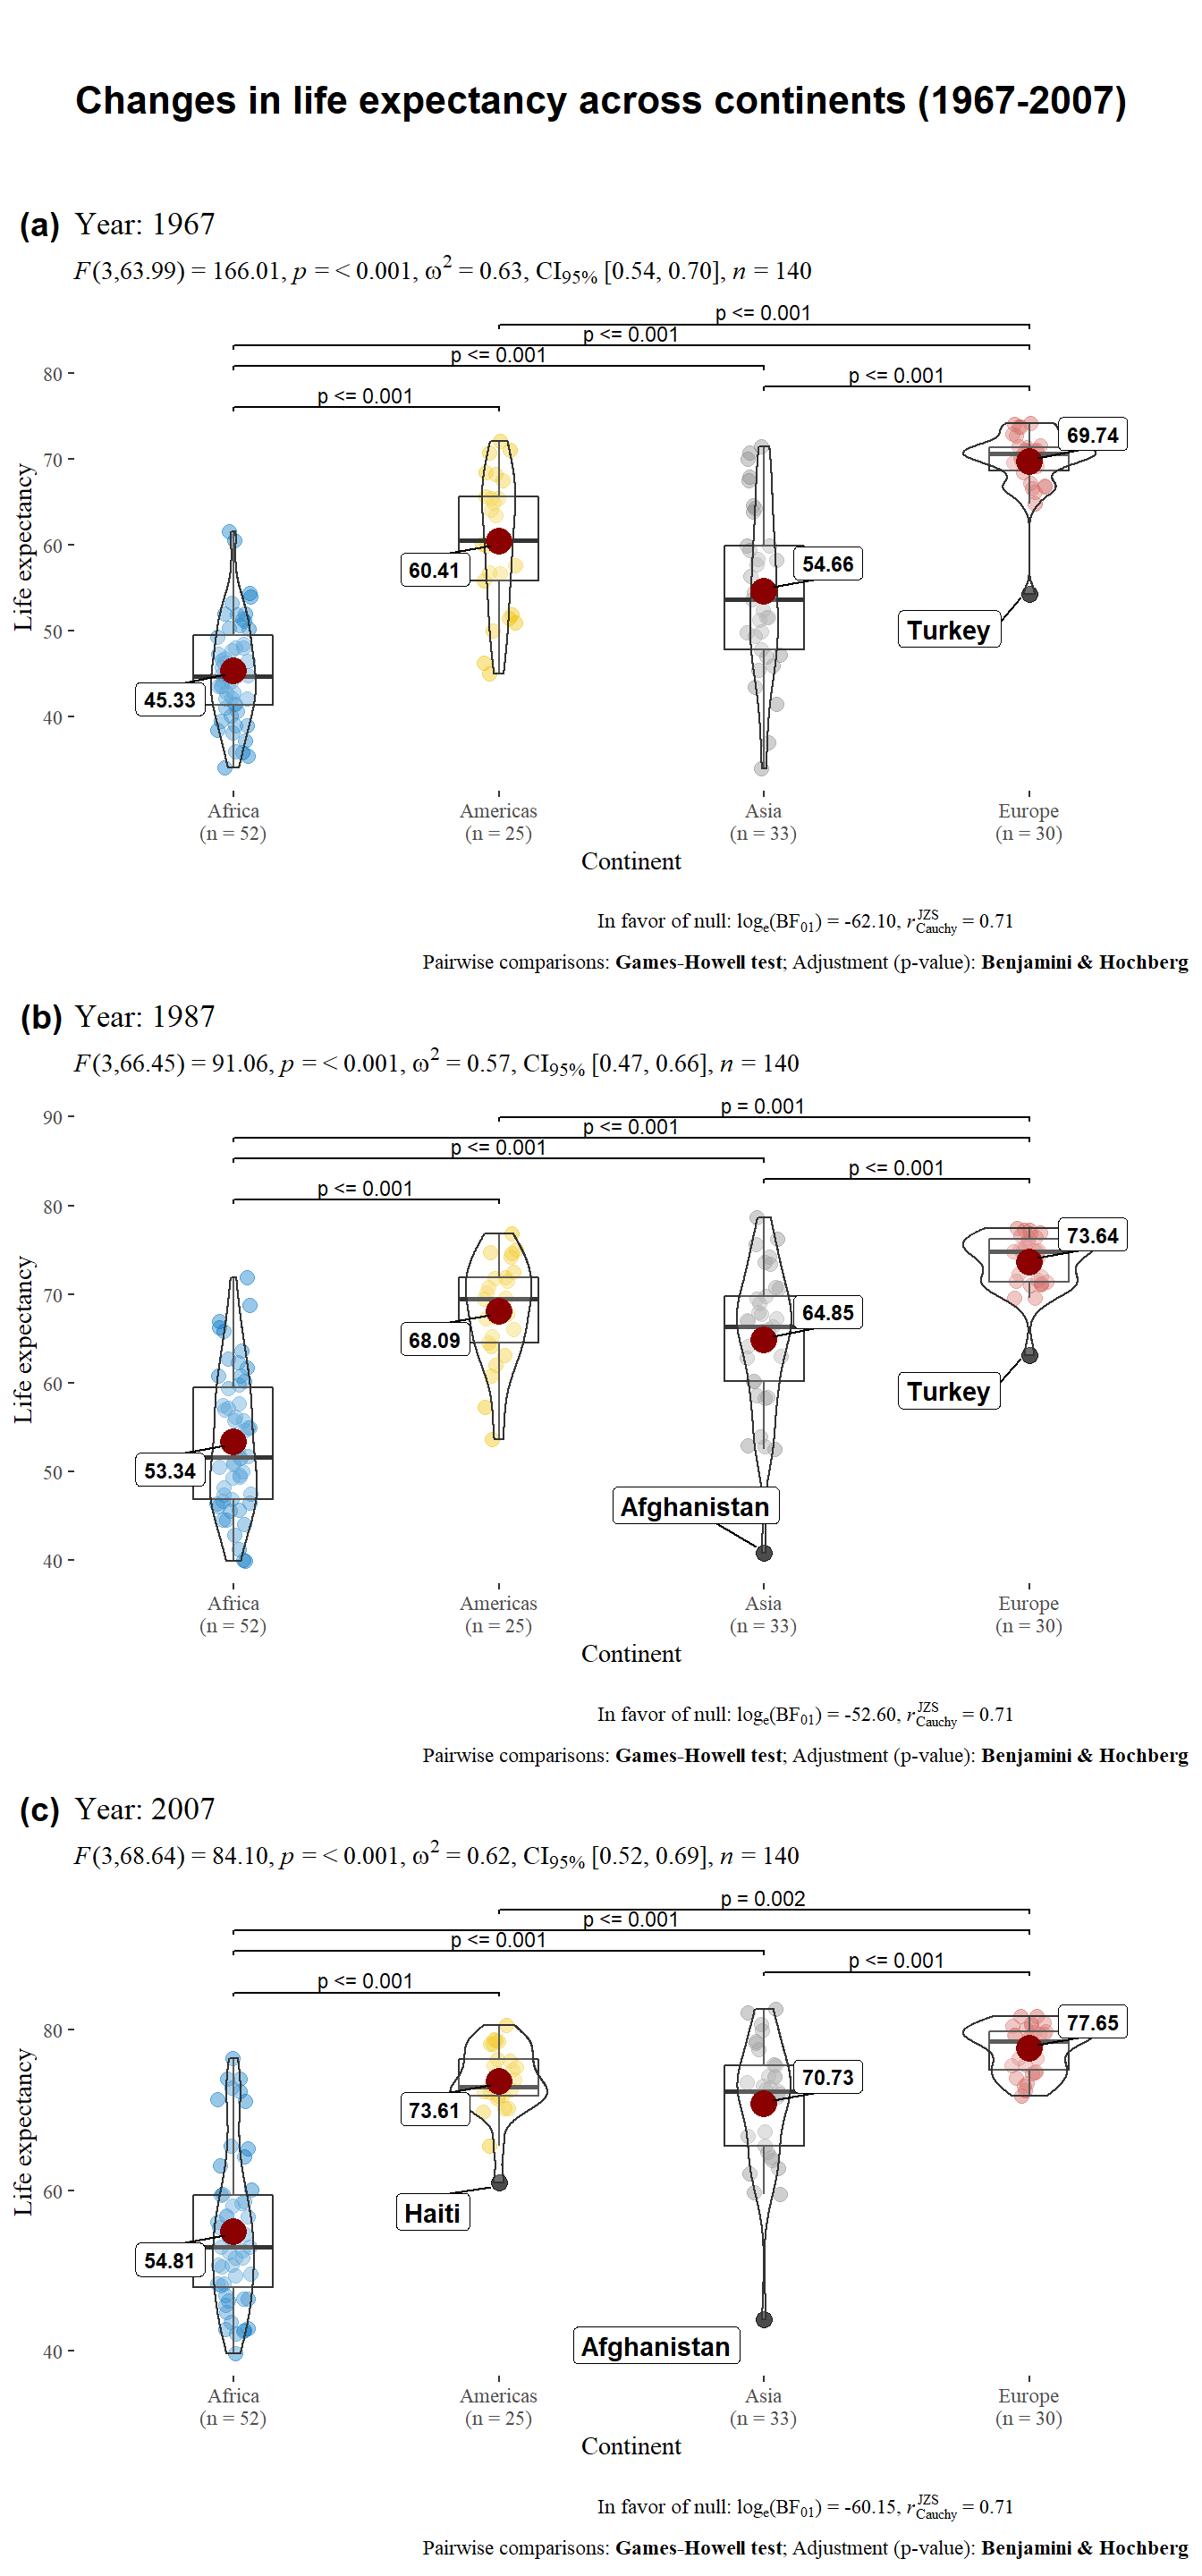 Changes in life expectancy across continents (1967-2007)
(a) Year: 1967
F(3,63.99) = 166.01, p = < 0.001, ω² = 0.63, CI95% [0.54, 0.70], n = 140
p <= 0.001
p <= 0.001
p <= 0.001
p <= 0.001
p <= 0.001
Life expectancy
80
70
60
50
40
69.74
60.41
54.66
Turkey
45.33
Africa
(n = 52)
Americas
(n = 25)
Asia
(n = 33)
Europe
(n = 30)
Continent
In favor of null: loge(BF01) = -62.10, r JZS Cauchy = 0.71
Pairwise comparisons: Games-Howell test; Adjustment (p-value): Benjamini & Hochberg
(b) Year: 1987
F(3,66.45) = 91.06, p = < 0.001, ω² = 0.57, CI95% [0.47, 0.66], n = 140
p = 0.001
p <= 0.001
p <= 0.001
p <= 0.001
p <= 0.001
Life expectancy
90
80
70
60
50
40
73.64
64.85
68.09
Turkey
53.34
Afghanistan
Africa
(n = 52)
Americas
(n = 25)
Asia
(n = 33)
Europe
(n = 30)
Continent
In favor of null: loge(BF01) = -52.60, r JZS Cauchy = 0.71
Pairwise comparisons: Games-Howell test; Adjustment (p-value): Benjamini & Hochberg
(c) Year: 2007
F(3,68.64) = 84.10, p = < 0.001, ω² = 0.62, CI95% [0.52, 0.69], n = 140
p = 0.002
p <= 0.001
p <= 0.001
p <= 0.001
p <= 0.001
Life expectancy
80
60
40
77.65
70.73
73.61
Haiti
54.81
Afghanistan
Africa
(n = 52)
Americas
(n = 25)
Asia
(n = 33)
Europe
(n = 30)
Continent
In favor of null: loge(BF01) = -60.15, r JZS Cauchy = 0.71
Pairwise comparisons: Games-Howell test; Adjustment (p-value): Benjamini & Hochberg